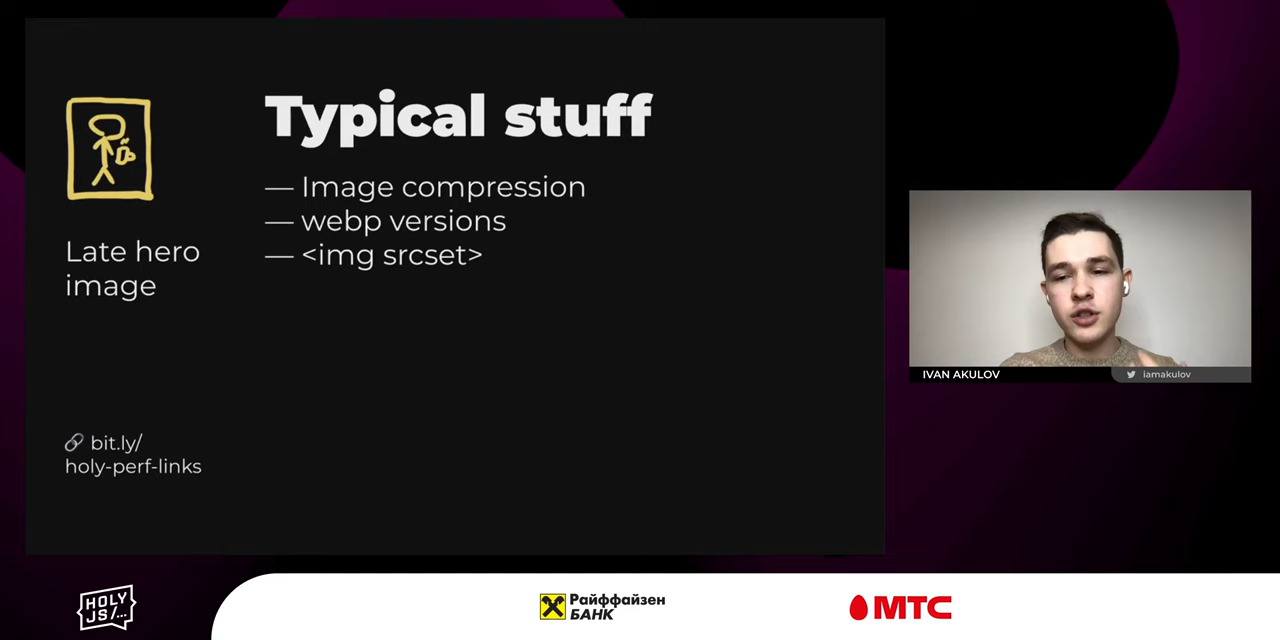 Typical stuff
— Image compression
— webp versions
— <img srcset>
Late hero
image
bit.ly/
holy-perf-links
IVAN AKULOV
iamakulov
HOLY
JS/...
Райффайзен
БАНК
МТС